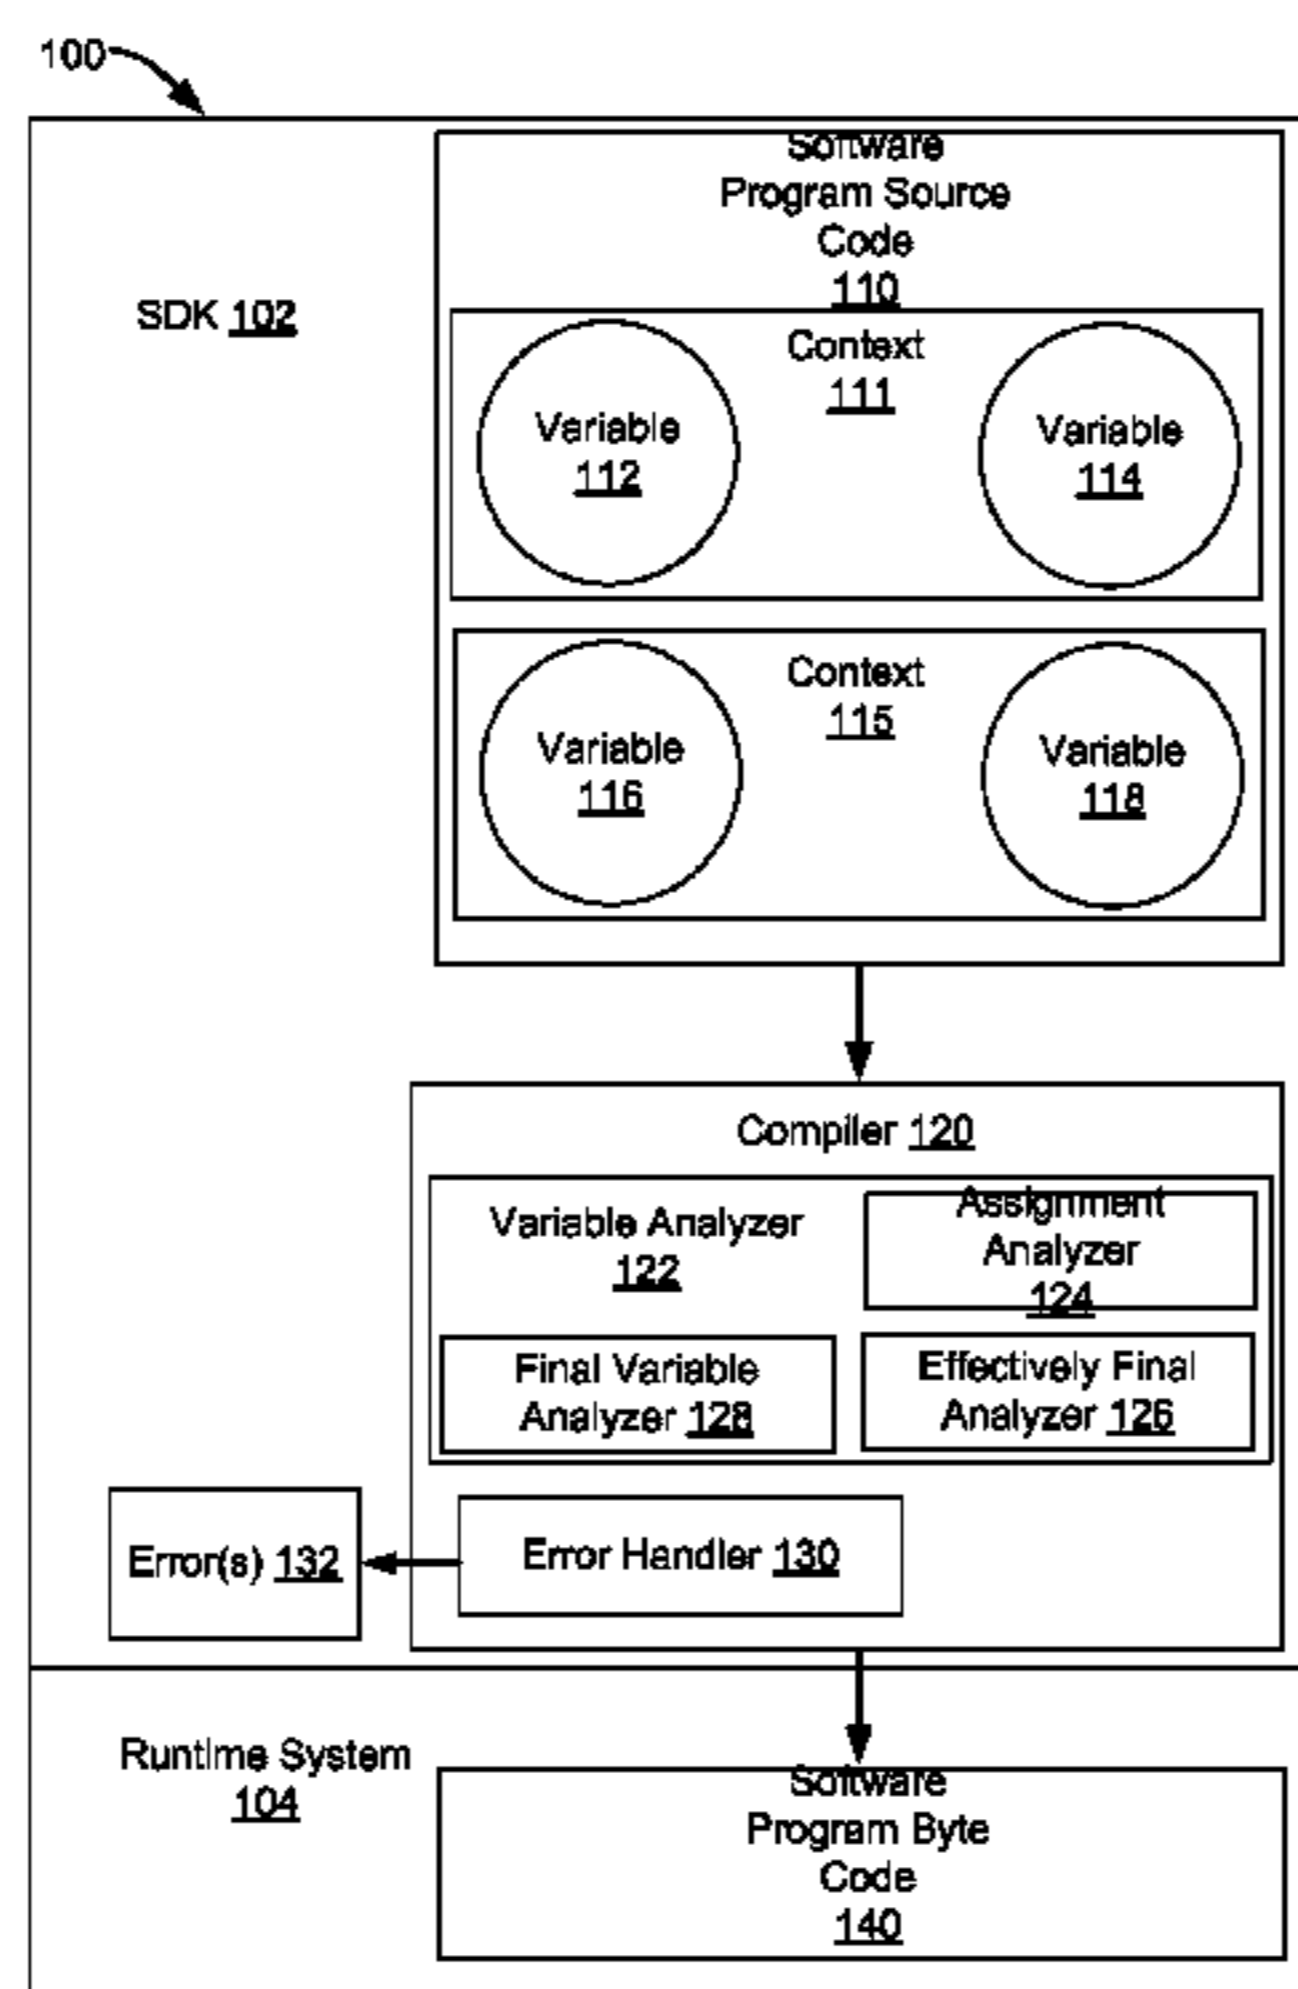 100
Software
Program Source
Code
110
SDK 102
Context
111
Variable
112
Variable
114
Context
115
Variable
116
Variable
118
Compiler 120
Variable Analyzer
122
Assignment
Analyzer
124
Final Variable
Analyzer 128
Effectively Final
Analyzer 126
Error(s) 132
Error Handler 130
Runtime System
104
Software
Program Byte
Code
140